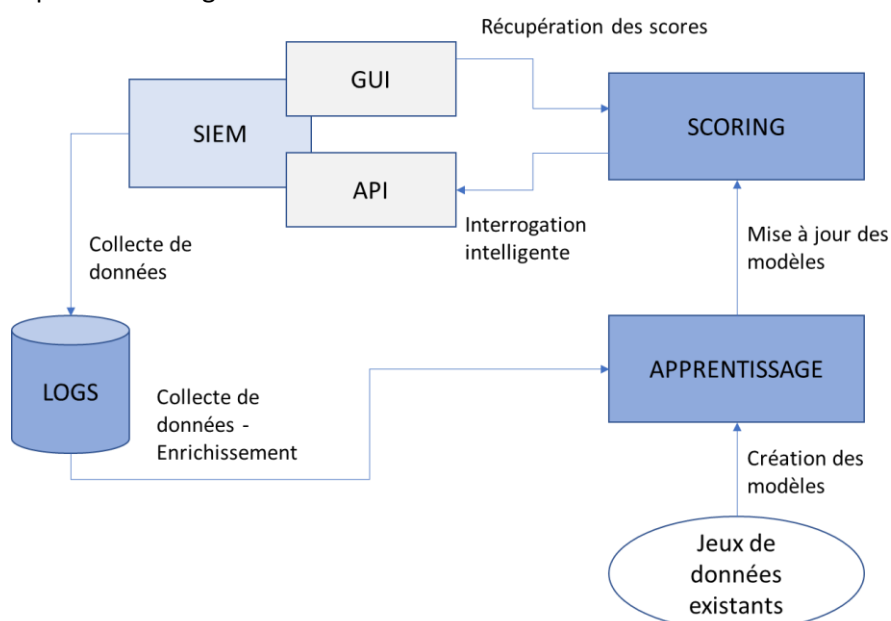 Récupération des scores
GUI
SIEM
SCORING
API
Interrogation
intelligente
Collecte de
données
Mise à jour des
modèles
LOGS
APPRENTISSAGE
Collecte de
données -
Enrichissement
Création des
modèles
Jeux de
données
existants